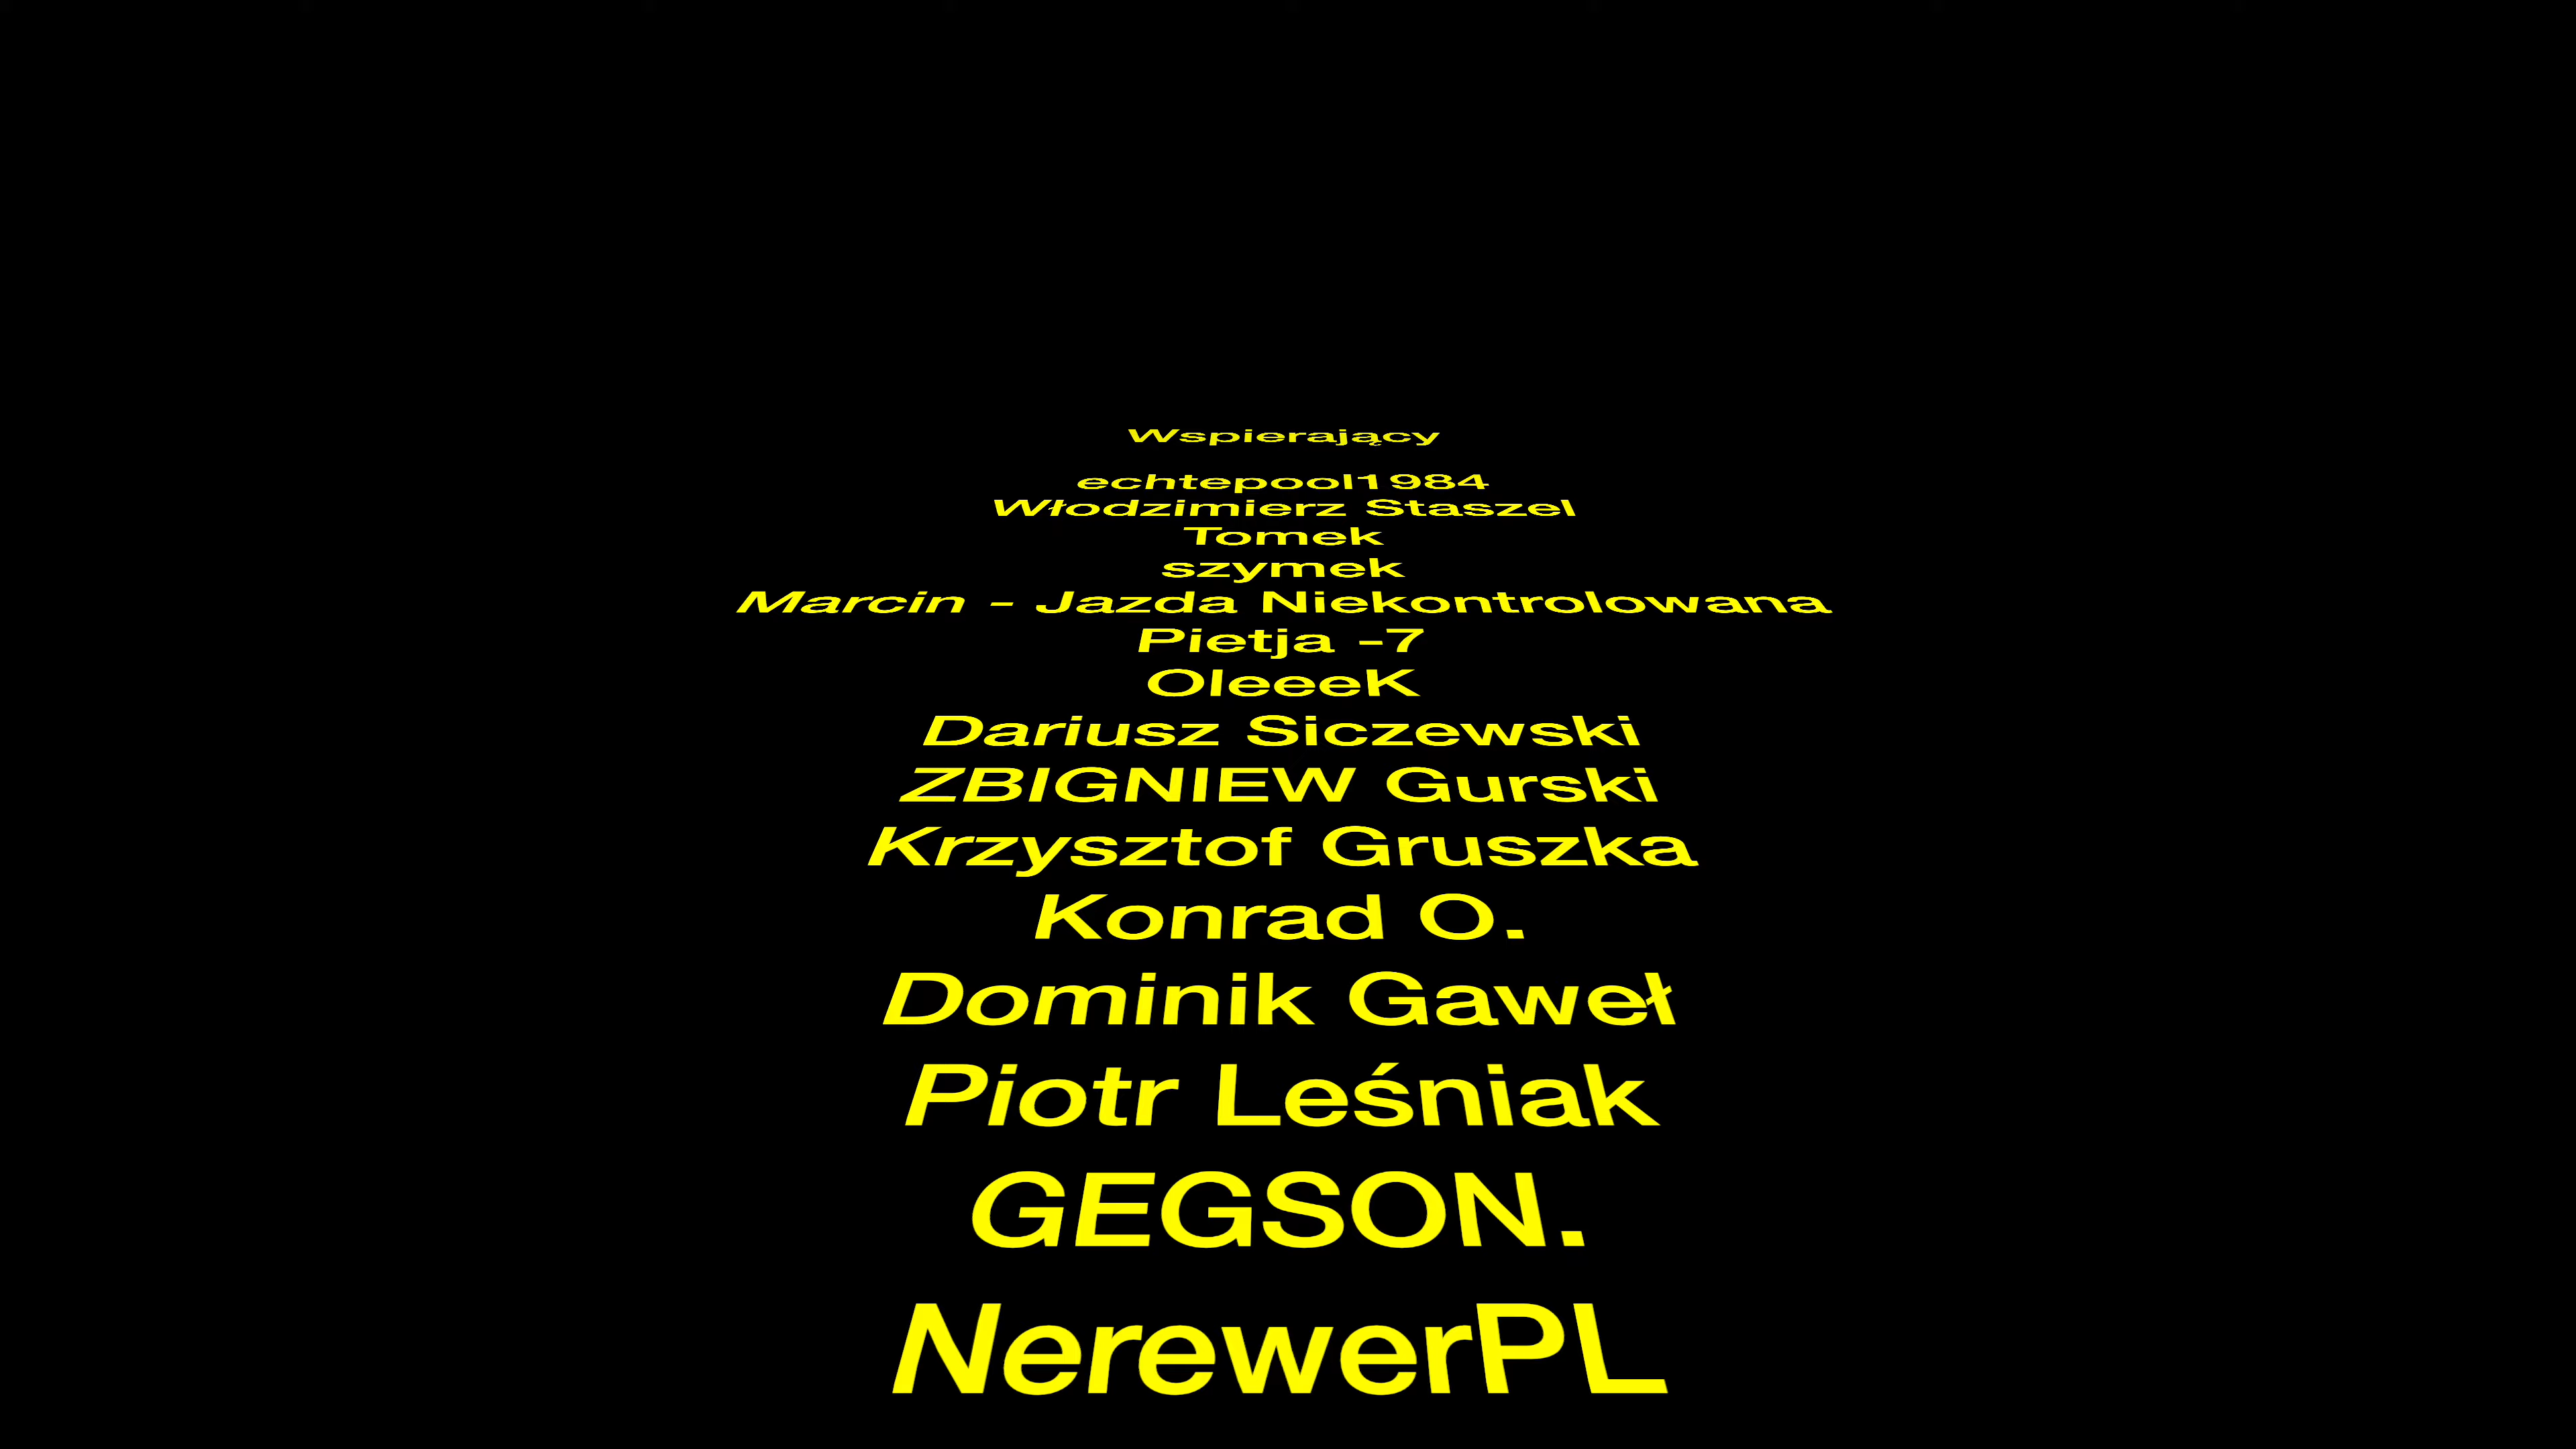 Wspierający
echtepool1984
Włodzimierz Staszel
Tomek
szymek
Marcin - Jazda Niekontrolowana
Pietja -7
OleeeK
Dariusz Siczewski
ZBIGNIEW Gurski
Krzysztof Gruszka
Konrad O.
Dominik Gaweł
Piotr Leśniak
GEGSON.
NerewerPL